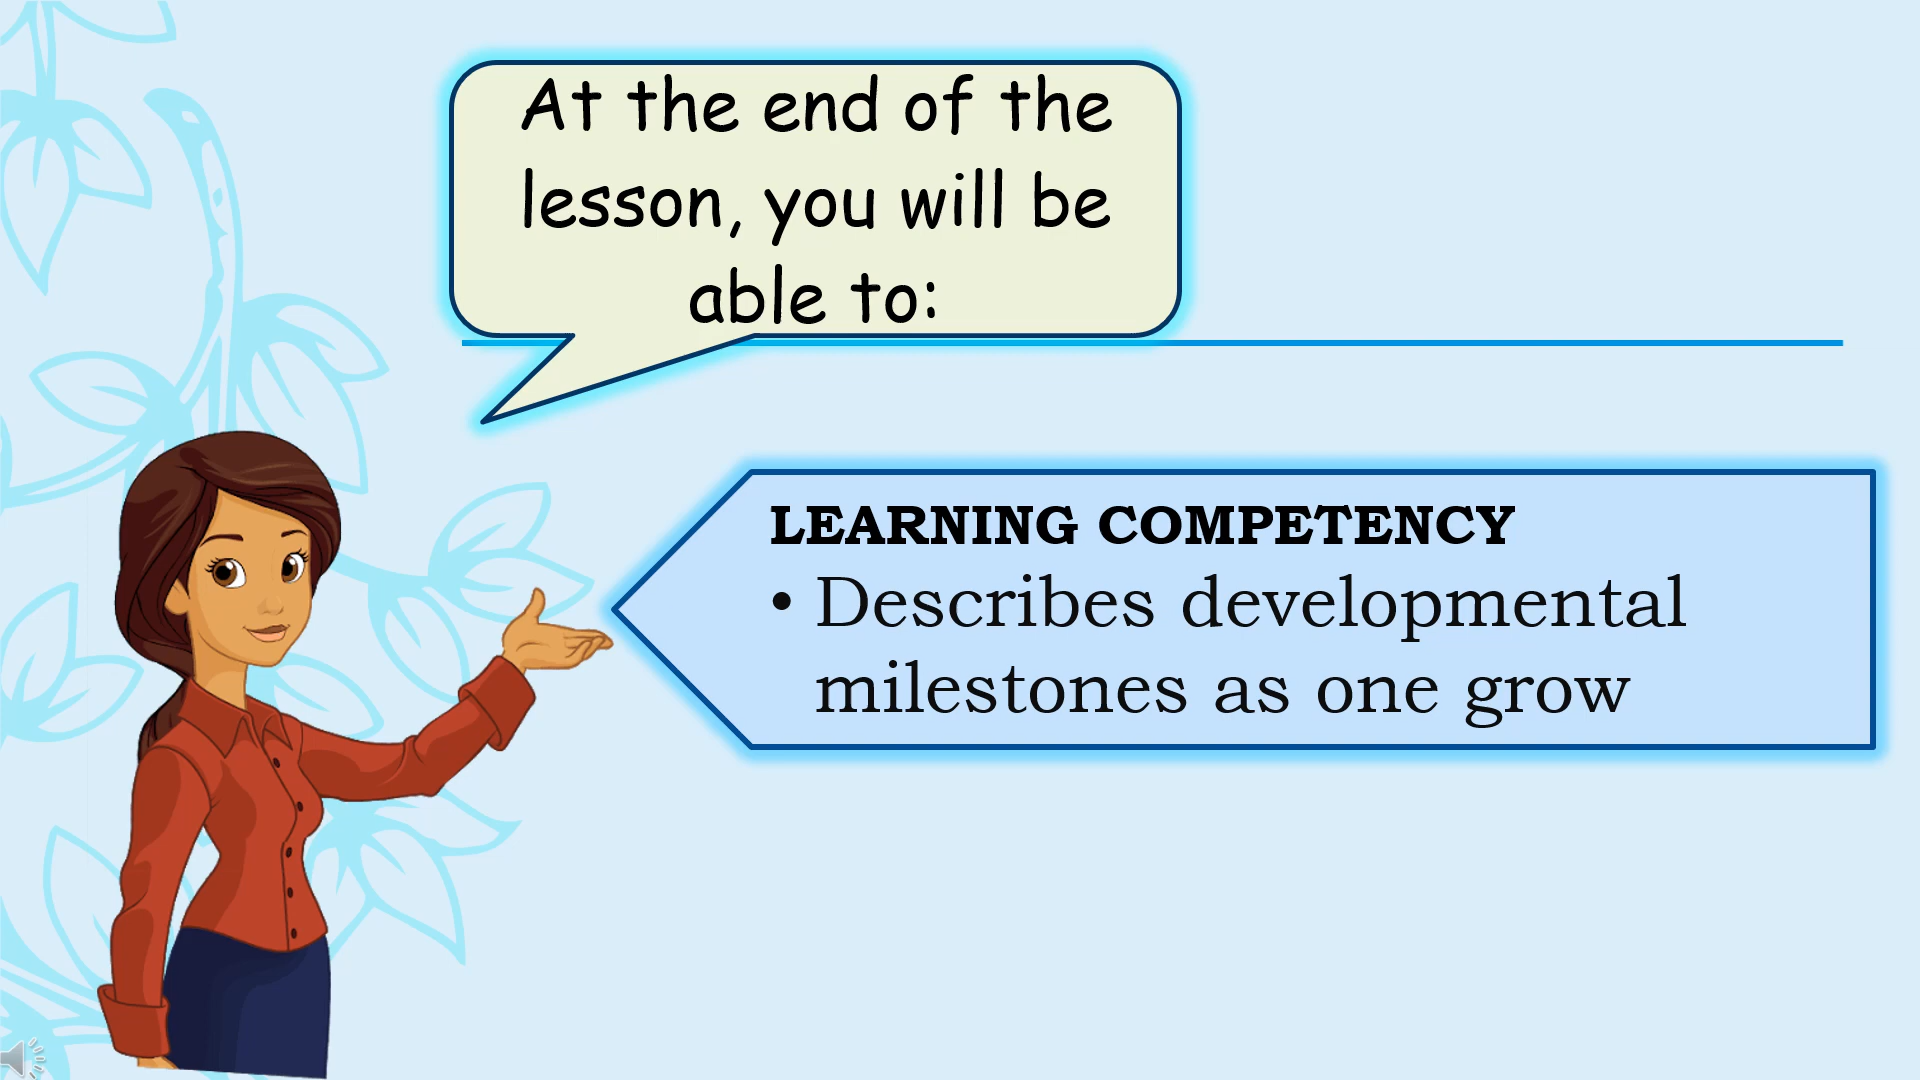 At the end of the
lesson, you will be
able to:
LEARNING COMPETENCY
• Describes developmental
milestones as one grow